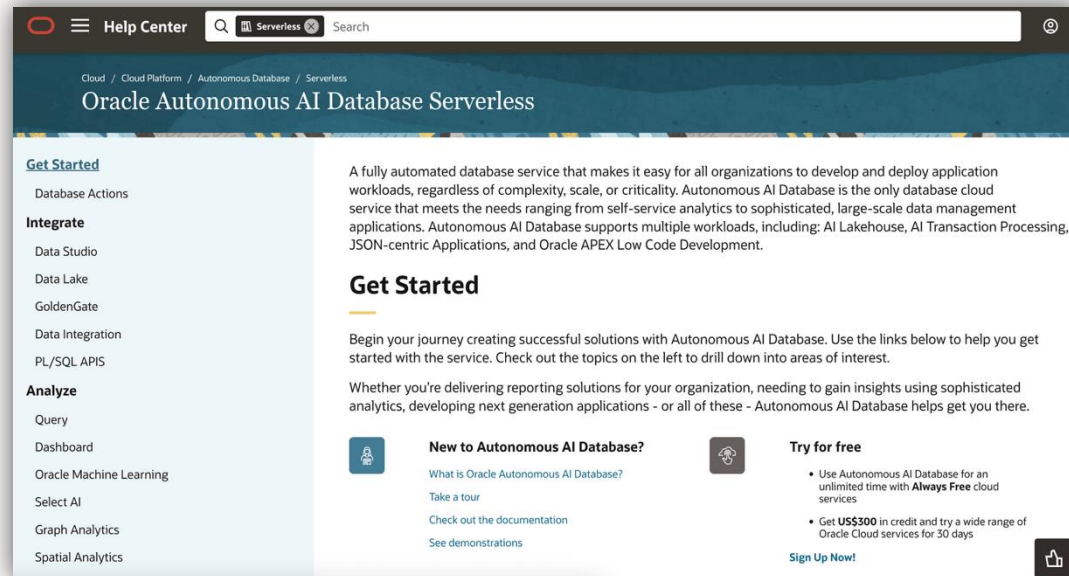 Help Center
Serverless
Search
Cloud / Cloud Platform / Autonomous Database / Serverless
Oracle Autonomous AI Database Serverless
Get Started
Database Actions
Integrate
Data Studio
Data Lake
GoldenGate
Data Integration
PL/SQL APIS
Analyze
Query
Dashboard
Oracle Machine Learning
Select AI
Graph Analytics
Spatial Analytics
A fully automated database service that makes it easy for all organizations to develop and deploy application
workloads, regardless of complexity, scale, or criticality. Autonomous AI Database is the only database cloud
service that meets the needs ranging from self-service analytics to sophisticated, large-scale data management
applications. Autonomous AI Database supports multiple workloads, including: AI Lakehouse, AI Transaction Processing,
JSON-centric Applications, and Oracle APEX Low Code Development.
Get Started
Begin your journey creating successful solutions with Autonomous AI Database. Use the links below to help you get
started with the service. Check out the topics on the left to drill down into areas of interest.
Whether you're delivering reporting solutions for your organization, needing to gain insights using sophisticated
analytics, developing next generation applications - or all of these - Autonomous AI Database helps get you there.
New to Autonomous AI Database?
What is Oracle Autonomous AI Database?
Take a tour
Check out the documentation
See demonstrations
Try for free
• Use Autonomous AI Database for an
unlimited time with Always Free cloud
services
• Get US$300 in credit and try a wide range of
Oracle Cloud services for 30 days
Sign Up Now!